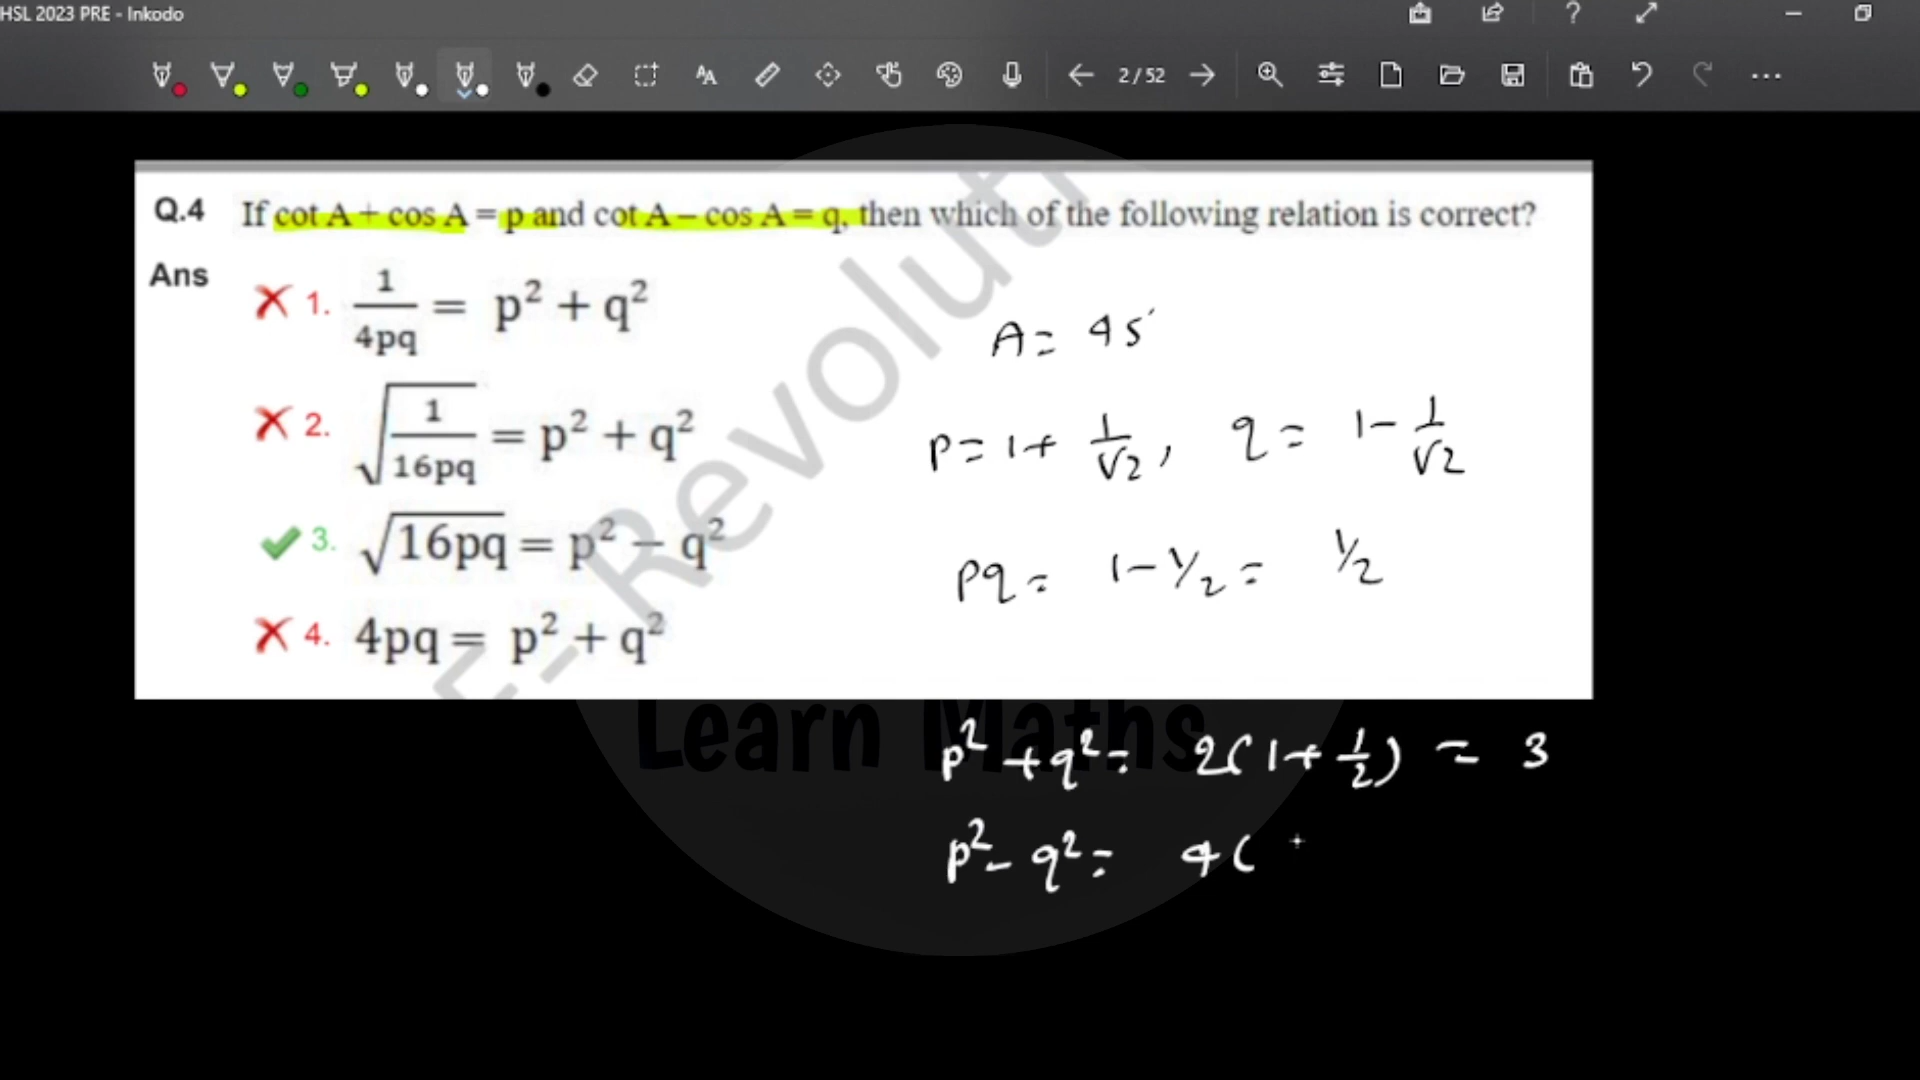 HSL 2023 PRE - Inkodo
2 / 52
Q.4 If cot A + cos A = p and cot A – cos A = q, then which of the following relation is correct?
Ans
1. 1/4pq = p² + q²
2. √(1/16pq) = p² + q²
3. √16pq = p² – q²
4. 4pq = p² + q²
A = 45°
P = 1 + 1/√2, q = 1 - 1/√2
Pq = 1 - 1/2 = 1/2
E-Revoluti
Learn Maths
p² + q² = 2(1 + 1/2) = 3
p² - q² = 4(